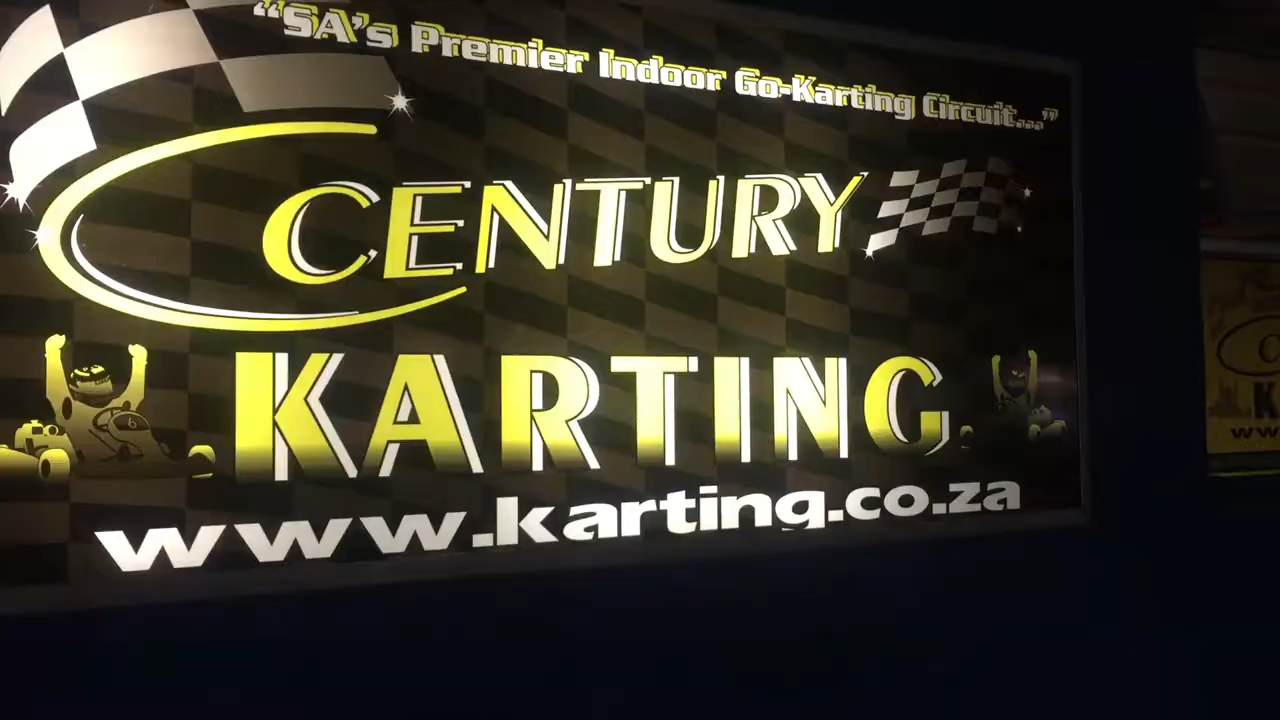 “SA’s Premier Indoor Go-Karting Circuit...”
CENTURY
KARTING
www.karting.co.za